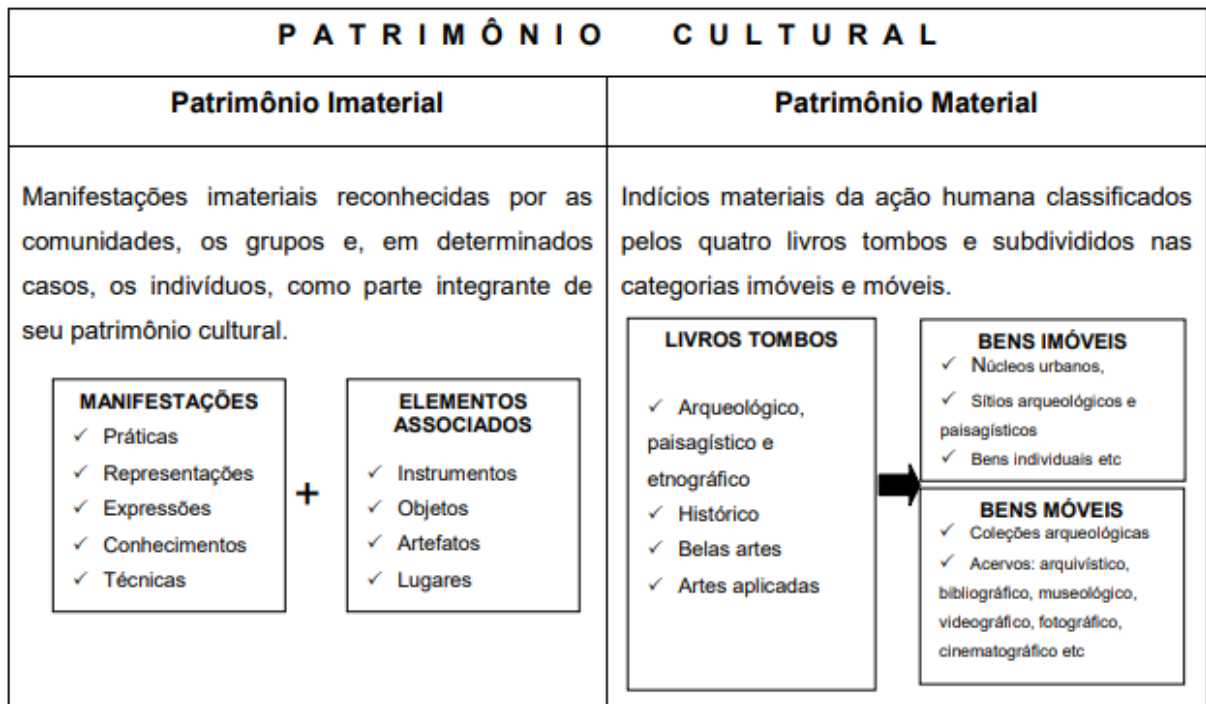 PATRIMÔNIO CULTURAL
Patrimônio Imaterial
Manifestações imateriais reconhecidas por as
comunidades, os grupos e, em determinados
casos, os indivíduos, como parte integrante de
seu patrimônio cultural.
MANIFESTAÇÕES
✓ Práticas
✓ Representações
✓ Expressões
✓ Conhecimentos
✓ Técnicas
+
ELEMENTOS
ASSOCIADOS
✓ Instrumentos
✓ Objetos
✓ Artefatos
✓ Lugares
Patrimônio Material
Indícios materiais da ação humana classificados
pelos quatro livros tombos e subdivididos nas
categorias imóveis e móveis.
LIVROS TOMBOS
✓ Arqueológico,
paisagístico e
etnográfico
✓ Histórico
✓ Belas artes
✓ Artes aplicadas
BENS IMÓVEIS
✓ Núcleos urbanos,
✓ Sítios arqueológicos e
paisagísticos
✓ Bens individuais etc
BENS MÓVEIS
✓ Coleções arqueológicas
✓ Acervos: arquivístico,
bibliográfico, museológico,
videográfico, fotográfico,
cinematográfico etc